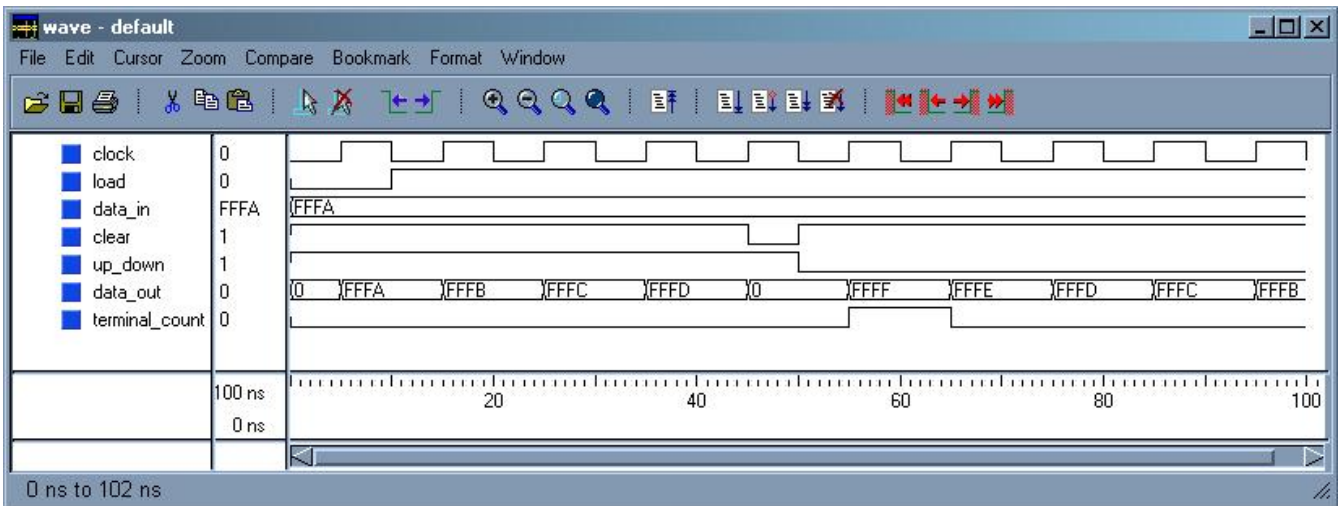 wave - default
File Edit Cursor Zoom Compare Bookmark Format Window
clock 0
load 0
data_in FFFA FFFA
clear 1
up_down 1
data_out 0 0 FFFA FFFB FFFC FFFD 0 FFFF FFFE FFFD FFFC FFFB
terminal_count 0
100 ns 20 40 60 80 100
0 ns
0 ns to 102 ns